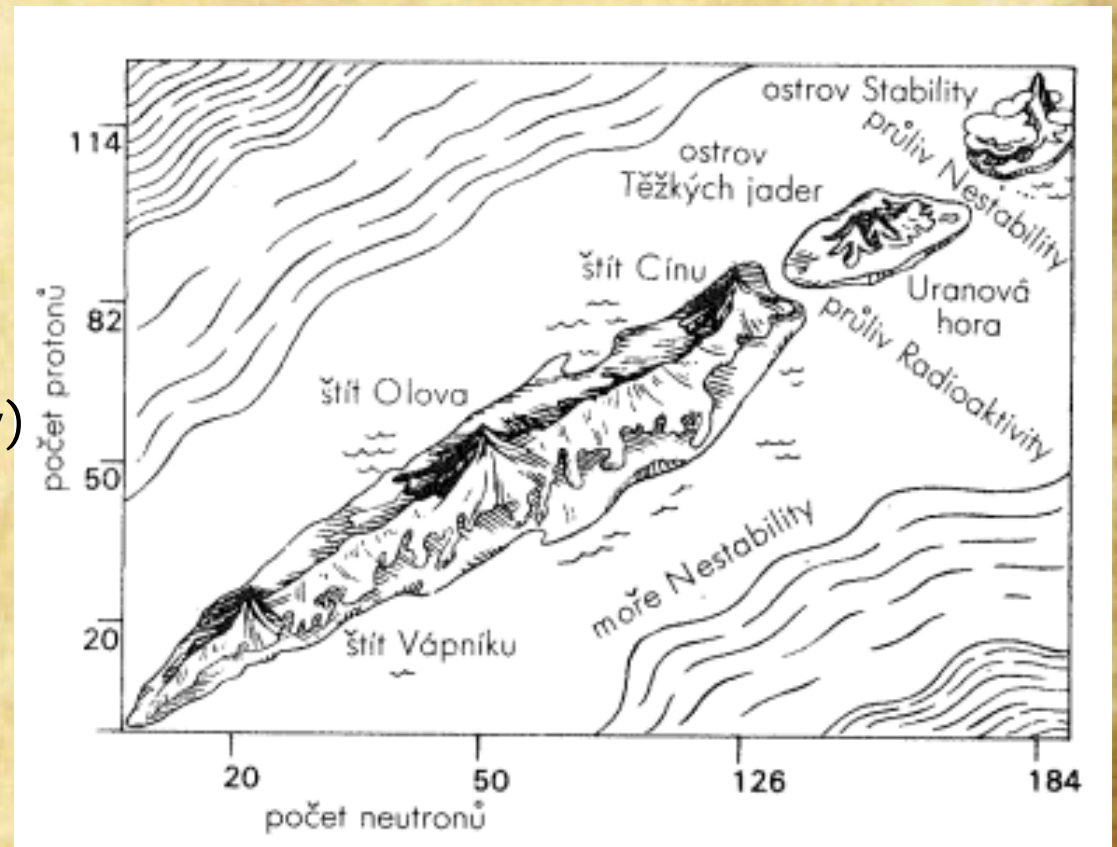 ostrov Stability
průliv Nestability
ostrov
Těžkých jader
štít Cínu
Uranová
hora
průliv Radioaktivity
štít Olova
moře Nestability
štít Vápníku
114
82
50
20
počet protonů
)
20
50
126
184
počet neutronů